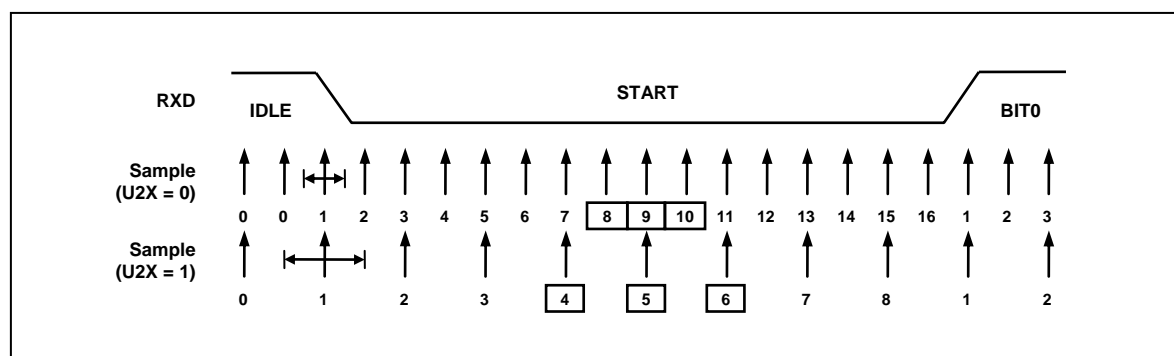 RXD IDLE START BIT0
Sample
(U2X = 0)
0 0 1 2 3 4 5 6 7 8 9 10 11 12 13 14 15 16 1 2 3
Sample
(U2X = 1)
0 1 2 3 4 5 6 7 8 1 2